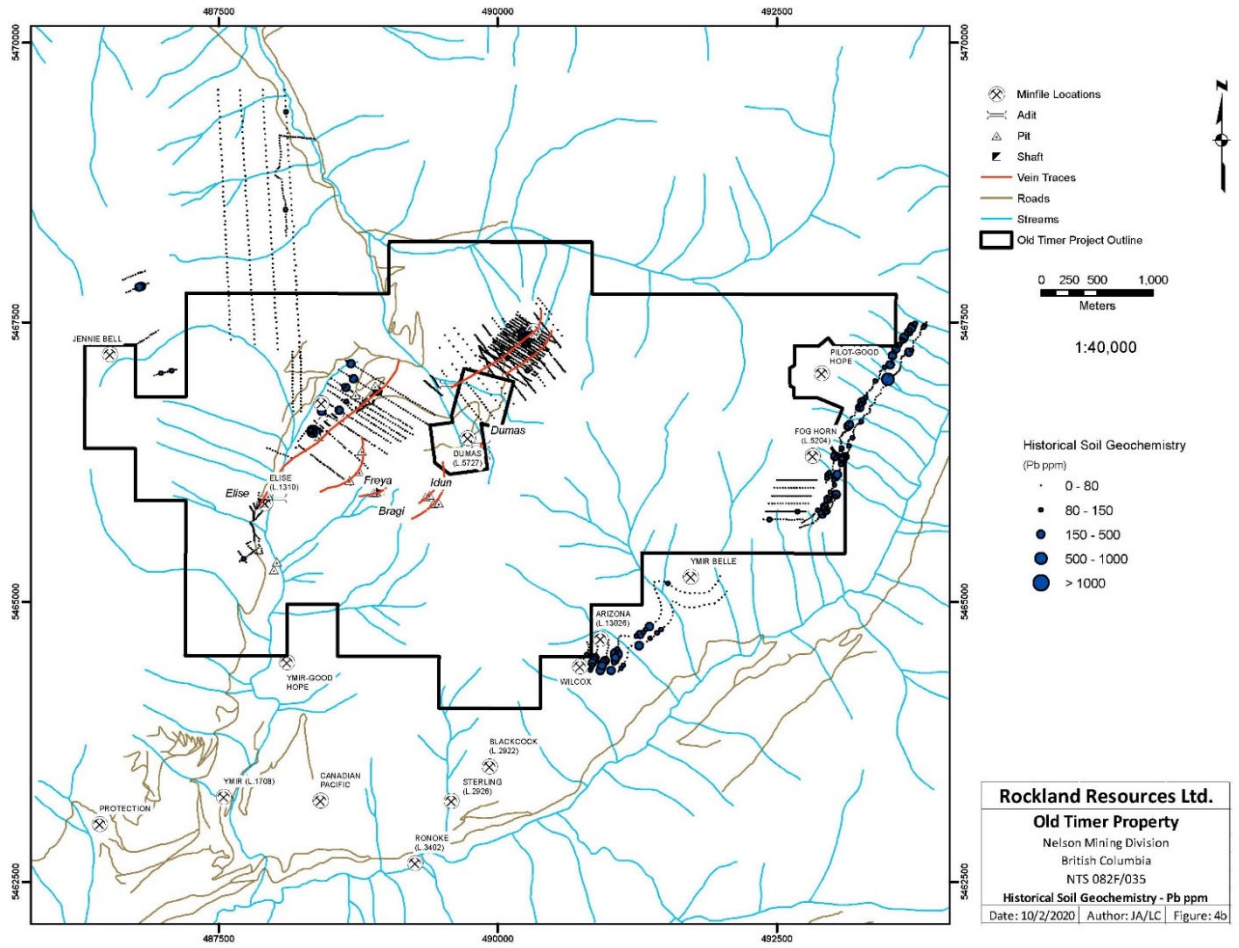 487500
490000
492500
5470000
5470000
Minfile Locations
Adit
Pit
Shaft
Vein Traces
Roads
Streams
Old Timer Project Outline
N
0 250 500 1,000
Meters
1:40,000
5467500
5467500
JENNIE BELL
PILOT-GOOD
HOPE
Dumas
DUMAS
(L.5727)
FOG HORN
(L.5204)
Historical Soil Geochemistry
(Pb ppm)
0 - 80
80 - 150
150 - 500
500 - 1000
> 1000
ELISE
(L.1310)
Elise
Freya
Idun
Bragi
YMIR BELLE
5465000
5465000
ARIZONA
(L.13026)
WILCOX
YMIR-GOOD
HOPE
BLACKCOCK
(L.2922)
YMIR (L.1708)
CANADIAN
PACIFIC
STERLING
(L.2926)
PROTECTION
RONOKE
(L.3402)
5462500
5462500
487500
490000
492500
Rockland Resources Ltd.
Old Timer Property
Nelson Mining Division
British Columbia
NTS 082F/035
Historical Soil Geochemistry - Pb ppm
Date: 10/2/2020 Author: JA/LC Figure: 4b